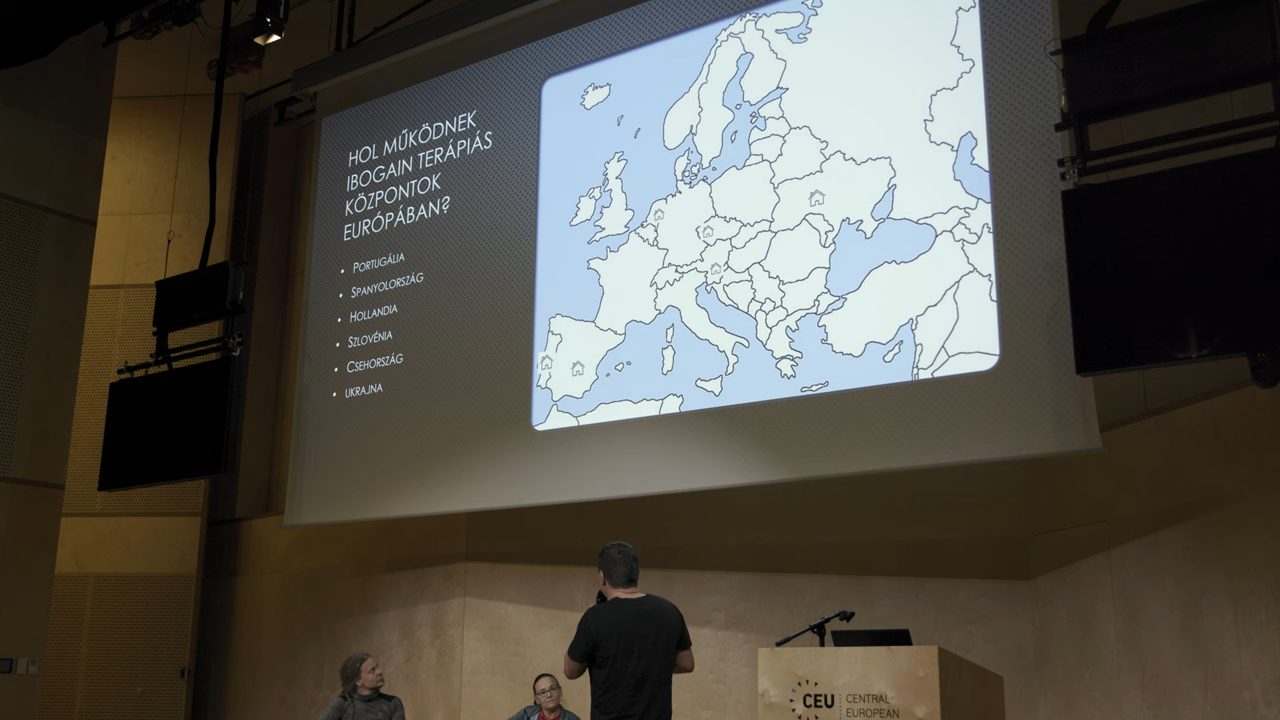 HOL MŰKÖDNEK
IBOGAIN TERÁPIÁS
KÖZPONTOK
EURÓPÁBAN?
• PORTUGÁLIA
• SPANYOLORSZÁG
• HOLLANDIA
• SZLOVÉNIA
• CSEHORSZÁG
• UKRAJNA
CEU
CENTRAL
EUROPEAN